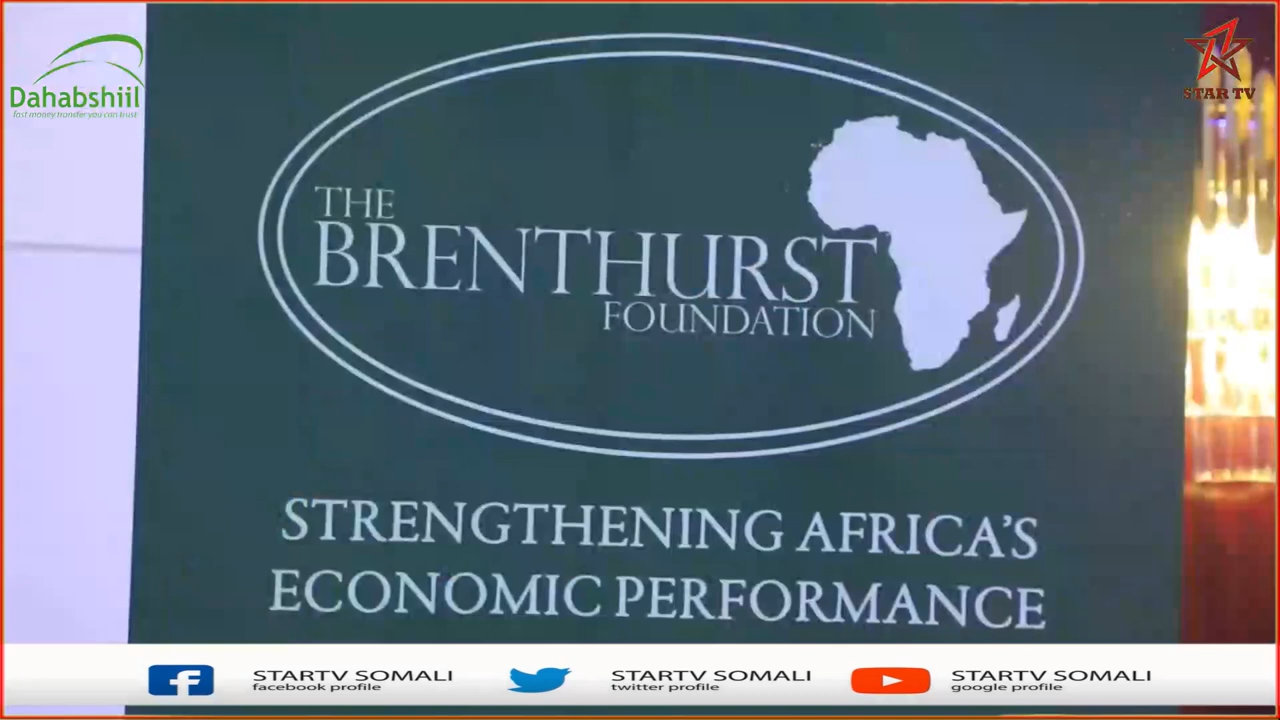 Dahabshiil
fast money transfer you can trust
STAR TV
THE
BRENTHURST
FOUNDATION
STRENGTHENING AFRICA'S
ECONOMIC PERFORMANCE
STARTV SOMALI
facebook profile
STARTV SOMALI
twitter profile
STARTV SOMALI
google profile